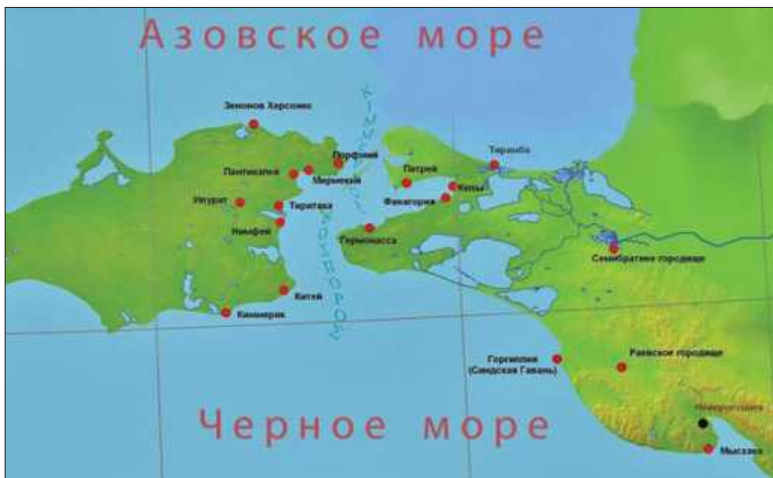 Азовское море
Зенонов Херсонес
Порфмий
Пантикапей
Мирмекий
Патрей
Тирамба
Кепы
Фанагория
Илурат
Тиритака
Нимфей
Гермонасса
Семибратнее городище
Китей
Киммерик
Горгиппия
(Синдская Гавань)
Раевское городище
Новороссийск
Черное море
Мысхако